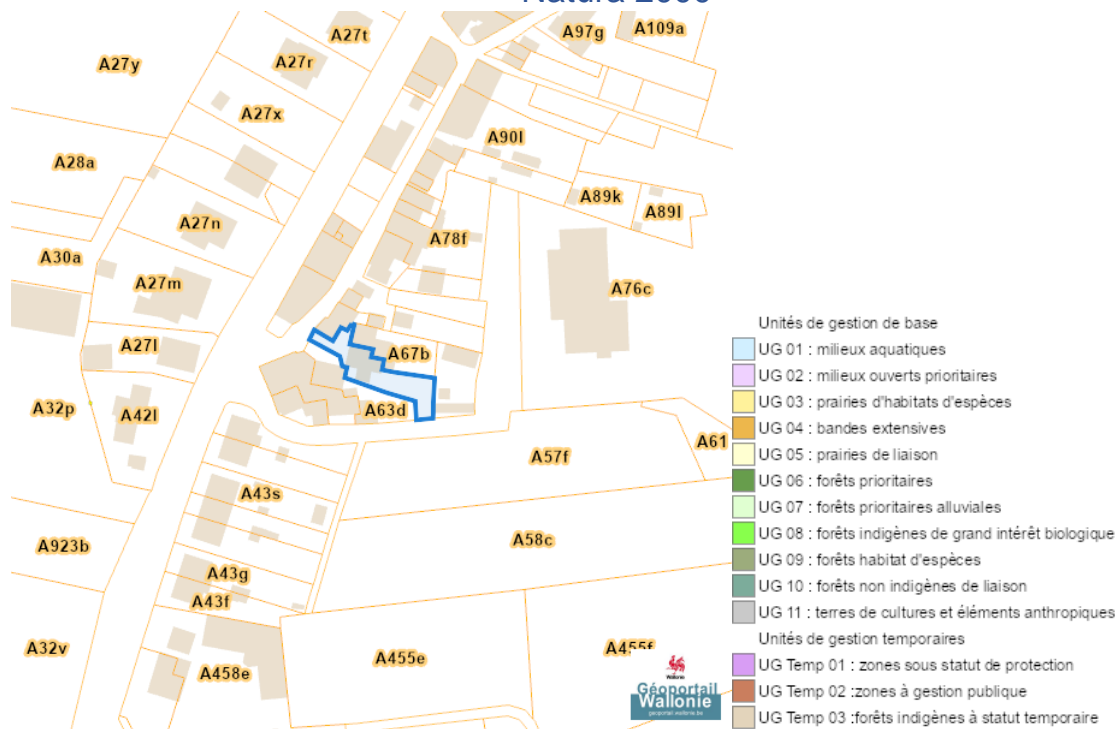 Natura 2000
A27t
A97g
A109a
A27y
A27r
A27x
A90l
A28a
A89k
A89l
A27n
A78f
A30a
A27m
A76c
A27l
A67b
A32p
A42l
A63d
A57f
A61
A43s
A923b
A58c
A43g
A43f
A32v
A458e
A455e
A455f
Wallonie
Géoportail
Wallonie
geoportail.wallonie.be
Unités de gestion de base
UG 01 : milieux aquatiques
UG 02 : milieux ouverts prioritaires
UG 03 : prairies d'habitats d'espèces
UG 04 : bandes extensives
UG 05 : prairies de liaison
UG 06 : forêts prioritaires
UG 07 : forêts prioritaires alluviales
UG 08 : forêts indigènes de grand intérêt biologique
UG 09 : forêts habitat d'espèces
UG 10 : forêts non indigènes de liaison
UG 11 : terres de cultures et éléments anthropiques
Unités de gestion temporaires
UG Temp 01 : zones sous statut de protection
UG Temp 02 :zones à gestion publique
UG Temp 03 :forêts indigènes à statut temporaire